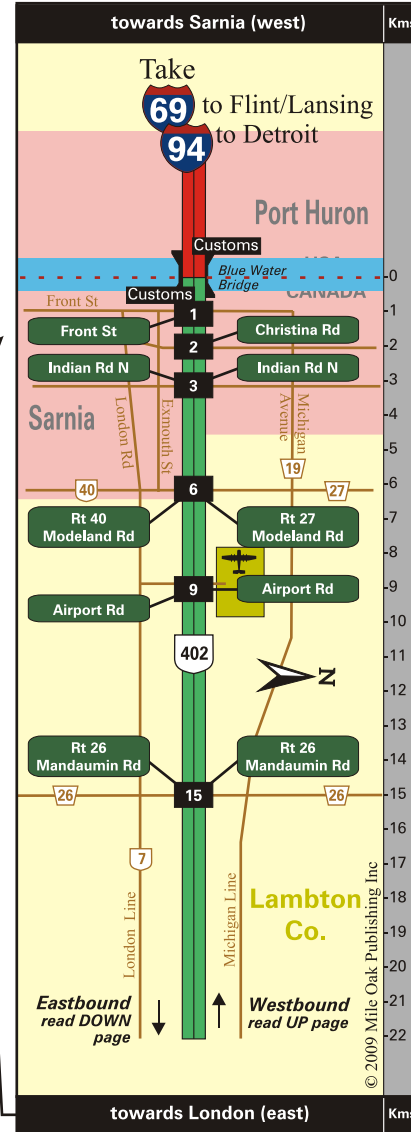 towards Sarnia (west)
Kms
Take
69
to Flint/Lansing
94
to Detroit
Port Huron
Customs
Blue Water
Bridge
0
Customs
CANADA
Front St
1
1
Front St
Christina Rd
2
2
Indian Rd N
Indian Rd N
3
3
Sarnia
London Rd
Exmouth St
Michigan
Avenue
4
19
5
40
6
27
6
Rt 40
Modeland Rd
Rt 27
Modeland Rd
7
8
9
Airport Rd
9
Airport Rd
10
402
11
N
12
13
Rt 26
Mandaumin Rd
Rt 26
Mandaumin Rd
14
26
15
26
15
16
7
17
London Line
Michigan Line
Lambton
Co.
18
19
20
Eastbound
read DOWN
page
Westbound
read UP page
21
22
© 2009 Mile Oak Publishing Inc
towards London (east)
Kms